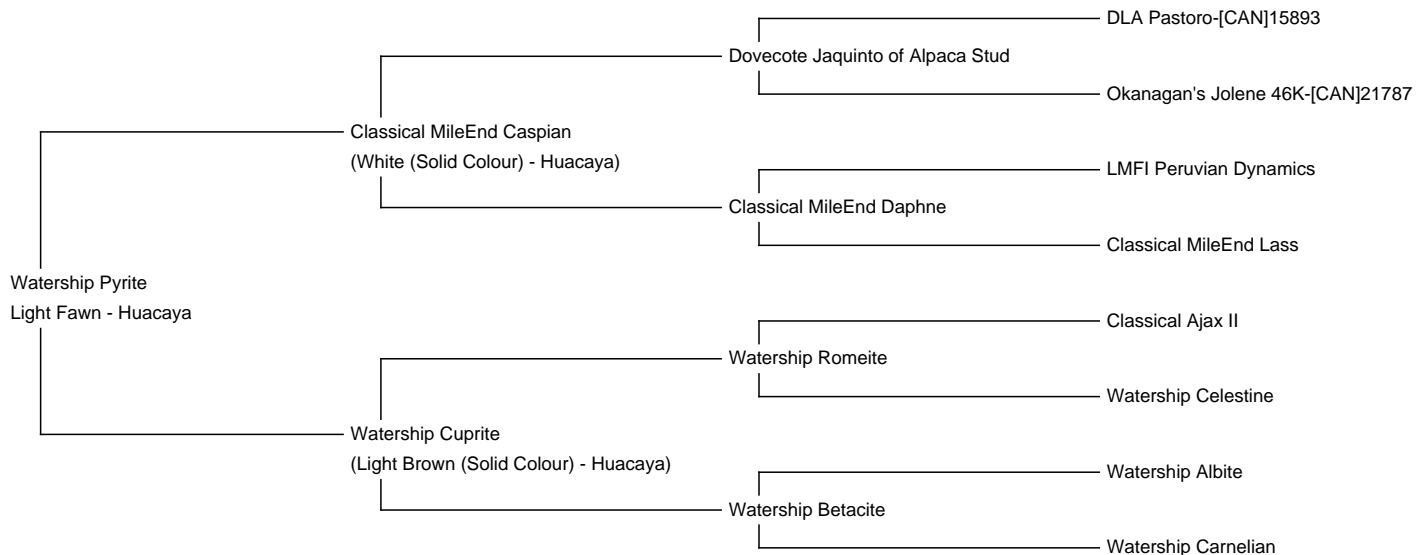 DLA Pastoro-[CAN]15893
Dovecote Jaquinto of Alpaca Stud
Okanagan's Jolene 46K-[CAN]21787
Classical MileEnd Caspian
(White (Solid Colour) - Huacaya)
LMFI Peruvian Dynamics
Classical MileEnd Daphne
Classical MileEnd Lass
Watership Pyrite
Light Fawn - Huacaya
Classical Ajax II
Watership Romeite
Watership Celestine
Watership Cuprite
(Light Brown (Solid Colour) - Huacaya)
Watership Albite
Watership Betacite
Watership Carnelian